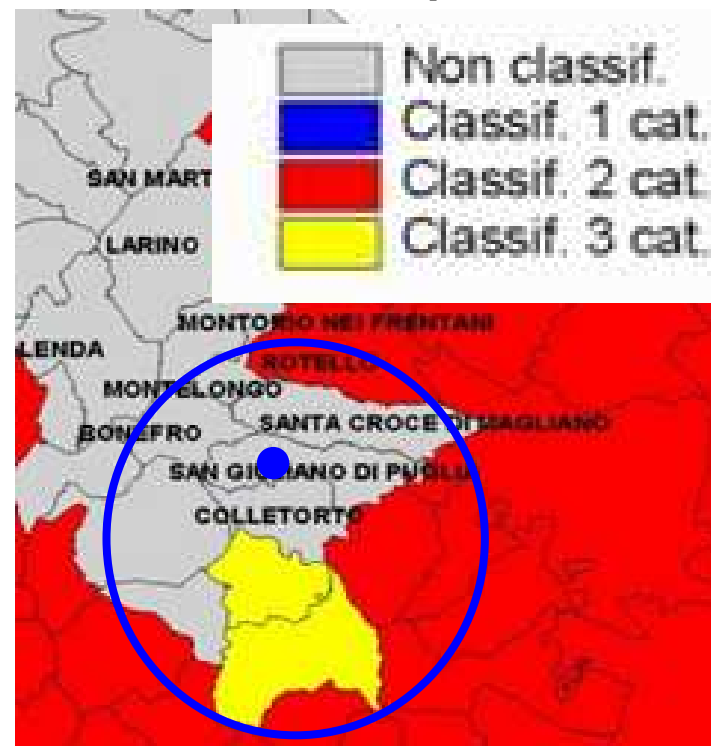 Non classif.
Classif. 1 cat.
Classif. 2 cat.
Classif. 3 cat.
SAN MART
LARINO
MONTORIO NEI FRENTANI
LENDA
ROTELLO
MONTELONGO
SANTA CROCE DI MAGLIANO
BONEFRO
SAN GIULIANO DI PUGLIA
COLLETORTO